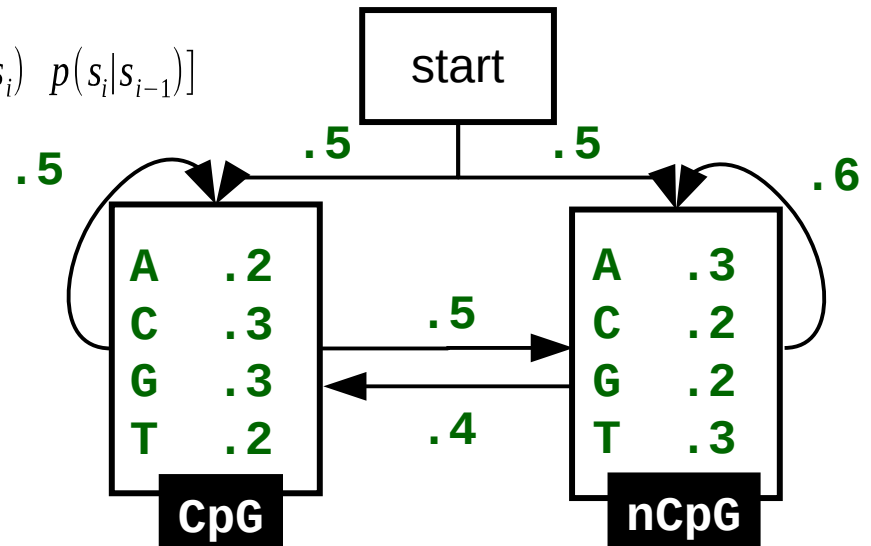 start
s_i) p(s_i|s_{i−1})]
.5 .5
.5 .6
A .2
C .3
G .3
T .2
.5
.4
A .3
C .2
G .2
T .3
CpG
nCpG